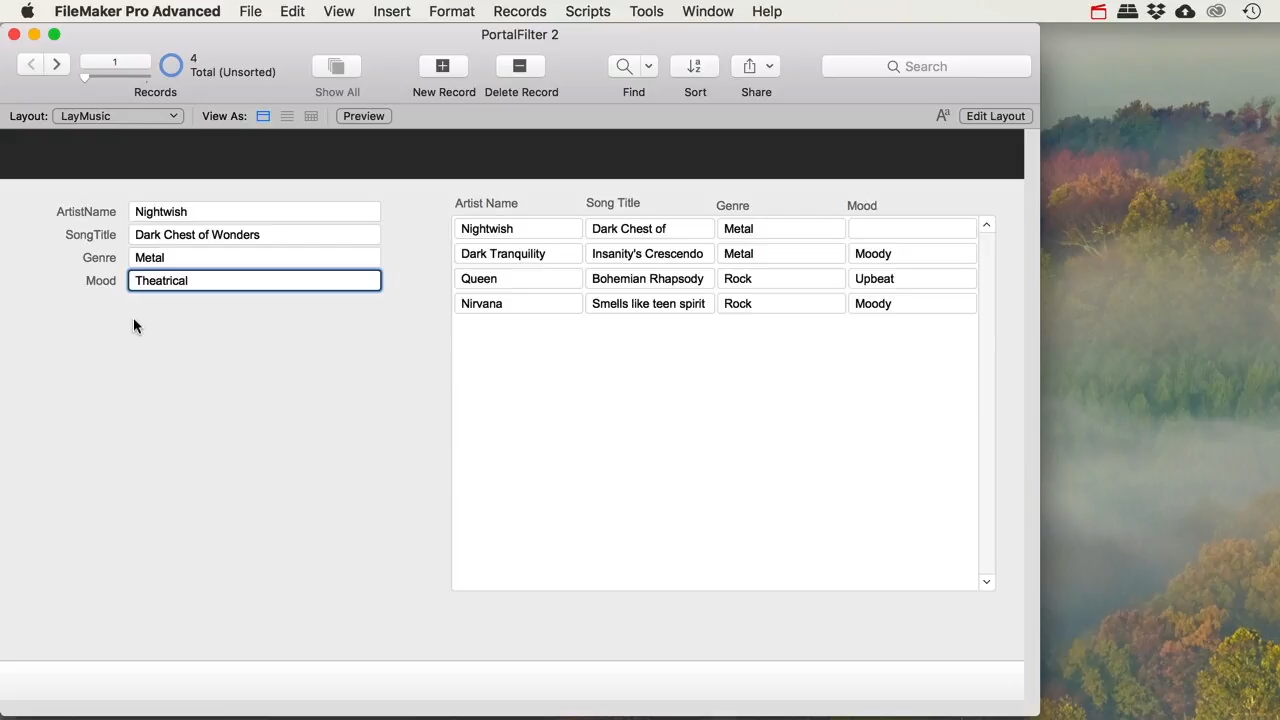 FileMaker Pro Advanced File Edit View Insert Format Records Scripts Tools Window Help
PortalFilter 2
1
4
Total (Unsorted)
Search
Records Show All New Record Delete Record Find Sort Share
Layout: LayMusic View As: Preview Aa Edit Layout
ArtistName Nightwish
SongTitle Dark Chest of Wonders
Genre Metal
Mood Theatrical
Artist Name Song Title Genre Mood
Nightwish Dark Chest of Metal
Dark Tranquility Insanity's Crescendo Metal Moody
Queen Bohemian Rhapsody Rock Upbeat
Nirvana Smells like teen spirit Rock Moody